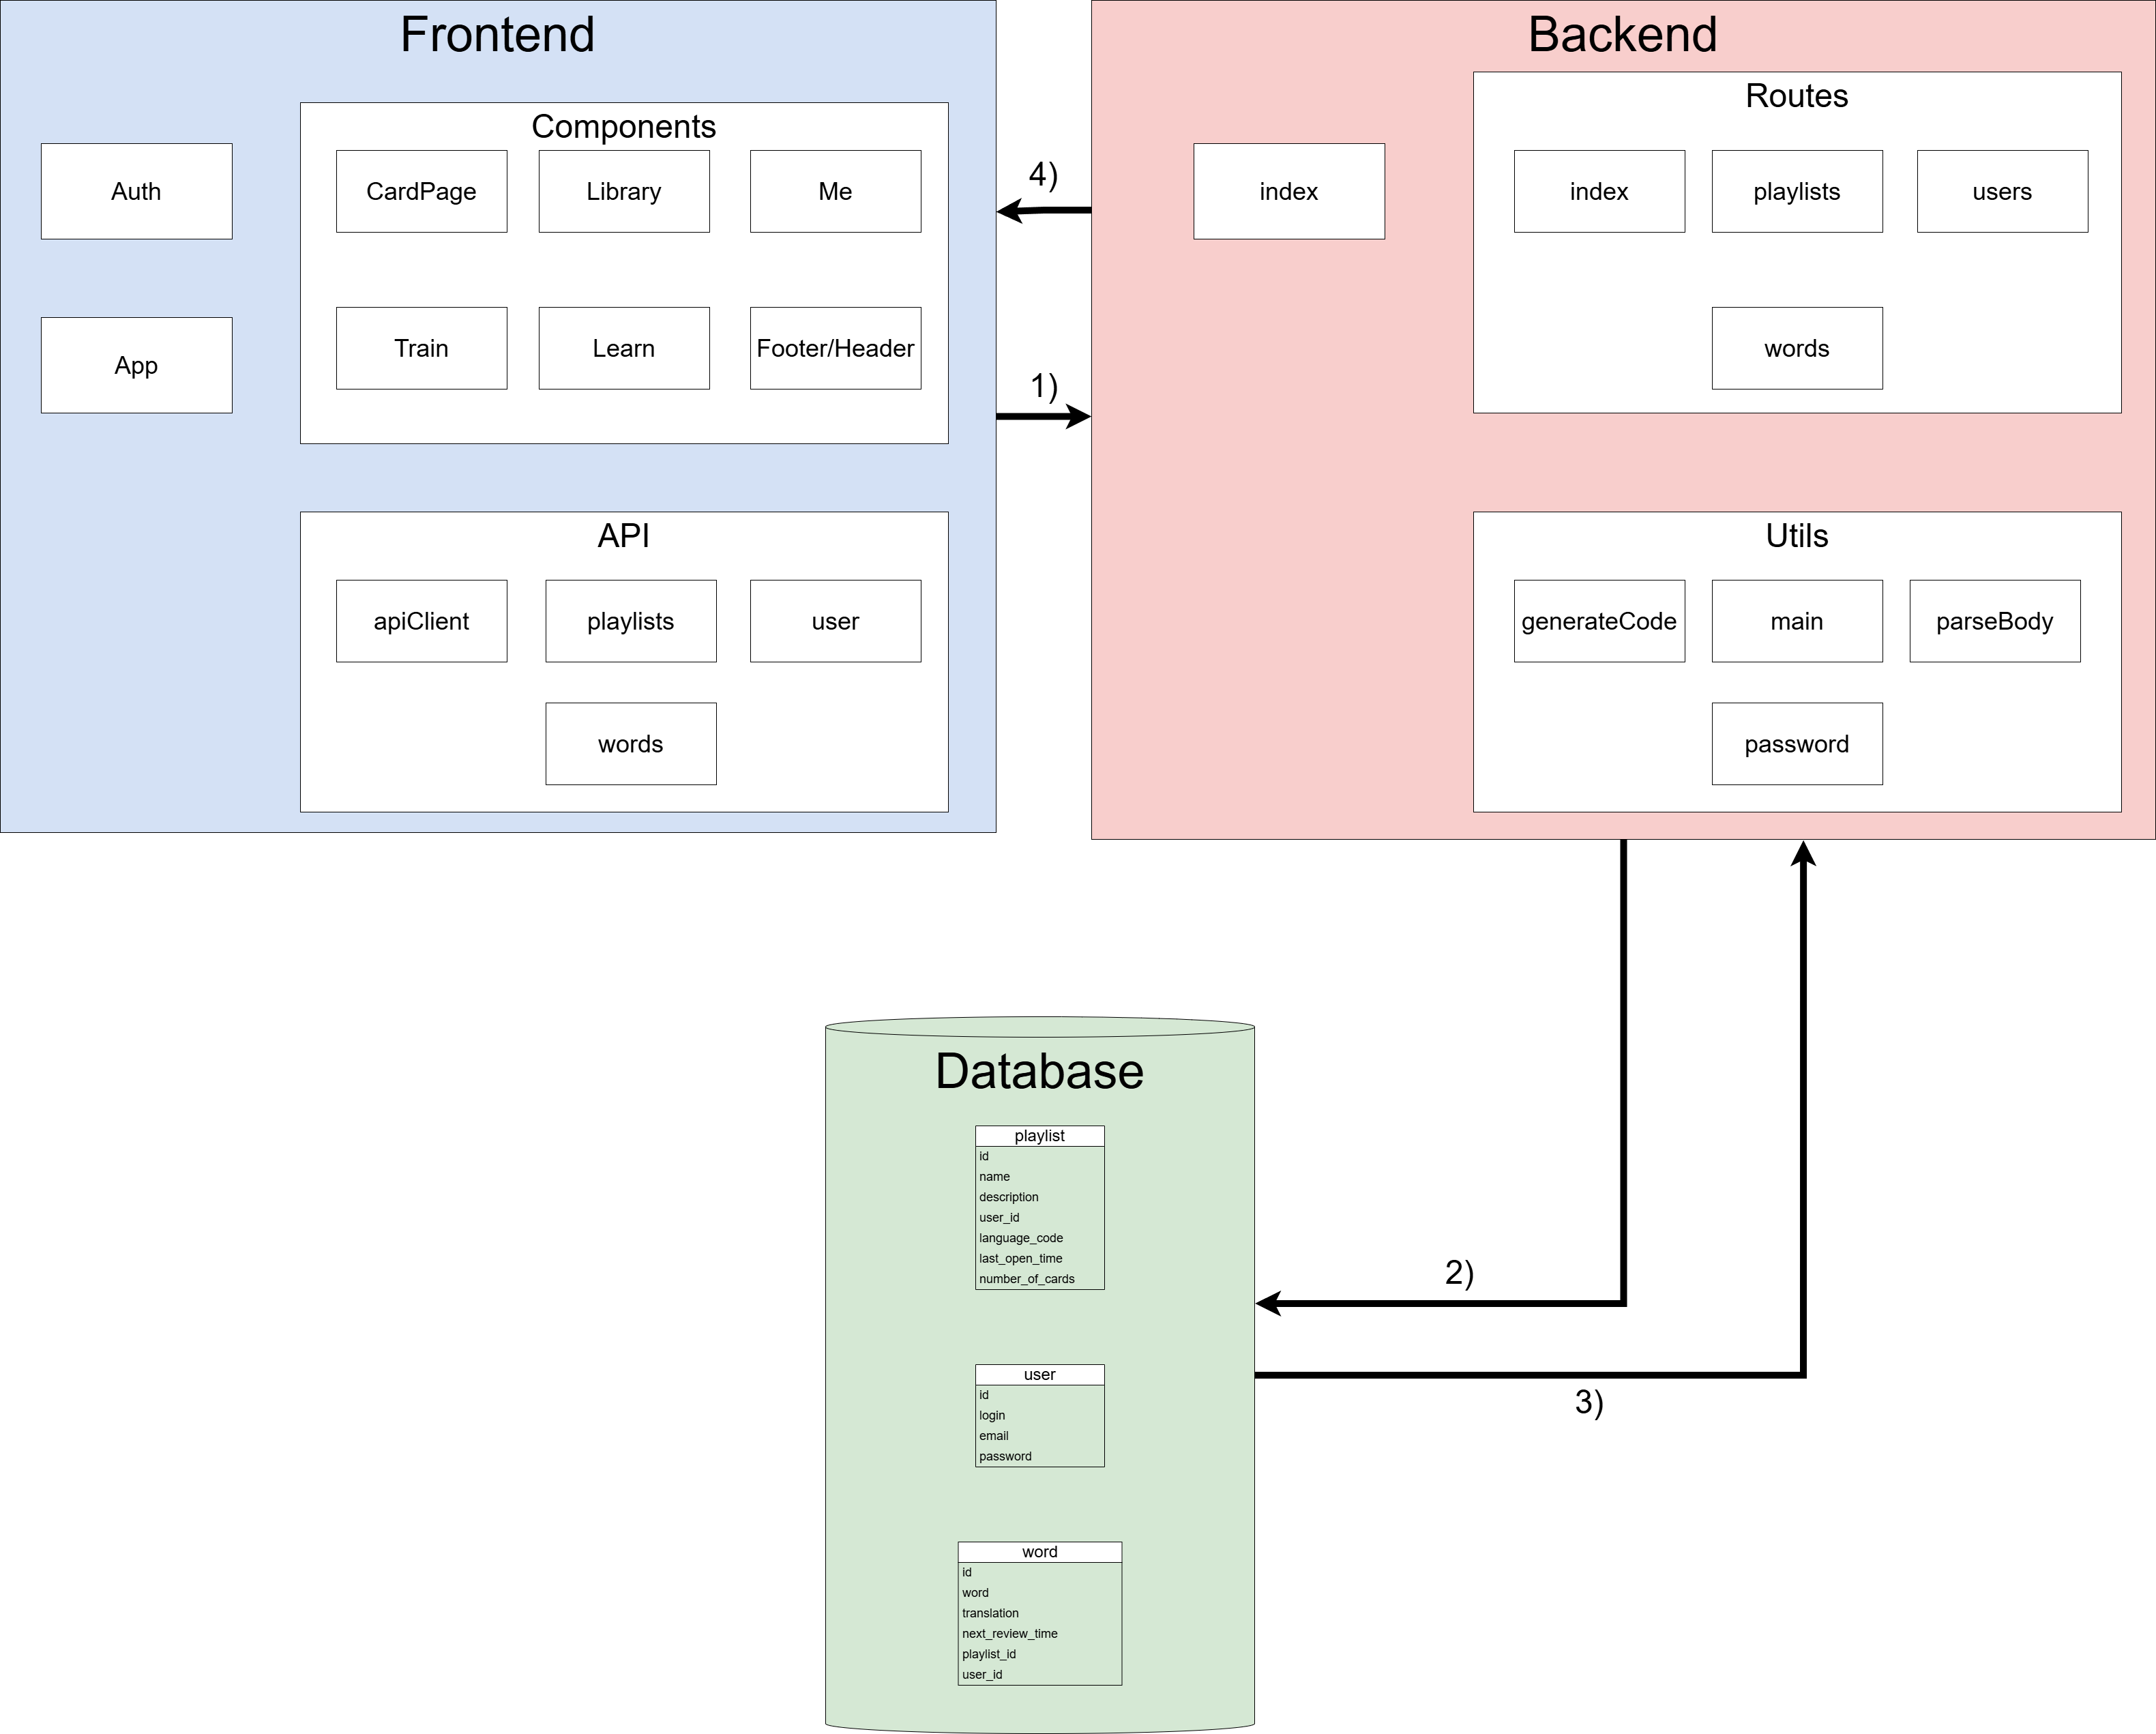 Frontend
Auth
App
Components
CardPage
Library
Me
Train
Learn
Footer/Header
API
apiClient
playlists
user
words
4)
1)
Backend
index
Routes
index
playlists
users
words
Utils
generateCode
main
parseBody
password
Database
playlist
id
name
description
user_id
language_code
last_open_time
number_of_cards
user
id
login
email
password
word
id
word
translation
next_review_time
playlist_id
user_id
2)
3)